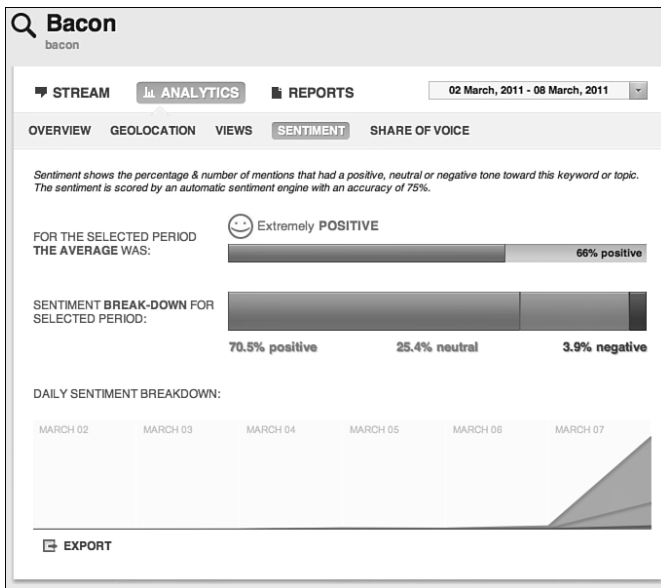 Bacon
bacon
STREAM ANALYTICS REPORTS 02 March, 2011 - 08 March, 2011
OVERVIEW GEOLOCATION VIEWS SENTIMENT SHARE OF VOICE
Sentiment shows the percentage & number of mentions that had a positive, neutral or negative tone toward this keyword or topic.
The sentiment is scored by an automatic sentiment engine with an accuracy of 75%.
Extremely POSITIVE
FOR THE SELECTED PERIOD
THE AVERAGE WAS:
66% positive
SENTIMENT BREAK-DOWN FOR
SELECTED PERIOD:
70.5% positive 25.4% neutral 3.9% negative
DAILY SENTIMENT BREAKDOWN:
MARCH 02 MARCH 03 MARCH 04 MARCH 05 MARCH 06 MARCH 07
EXPORT